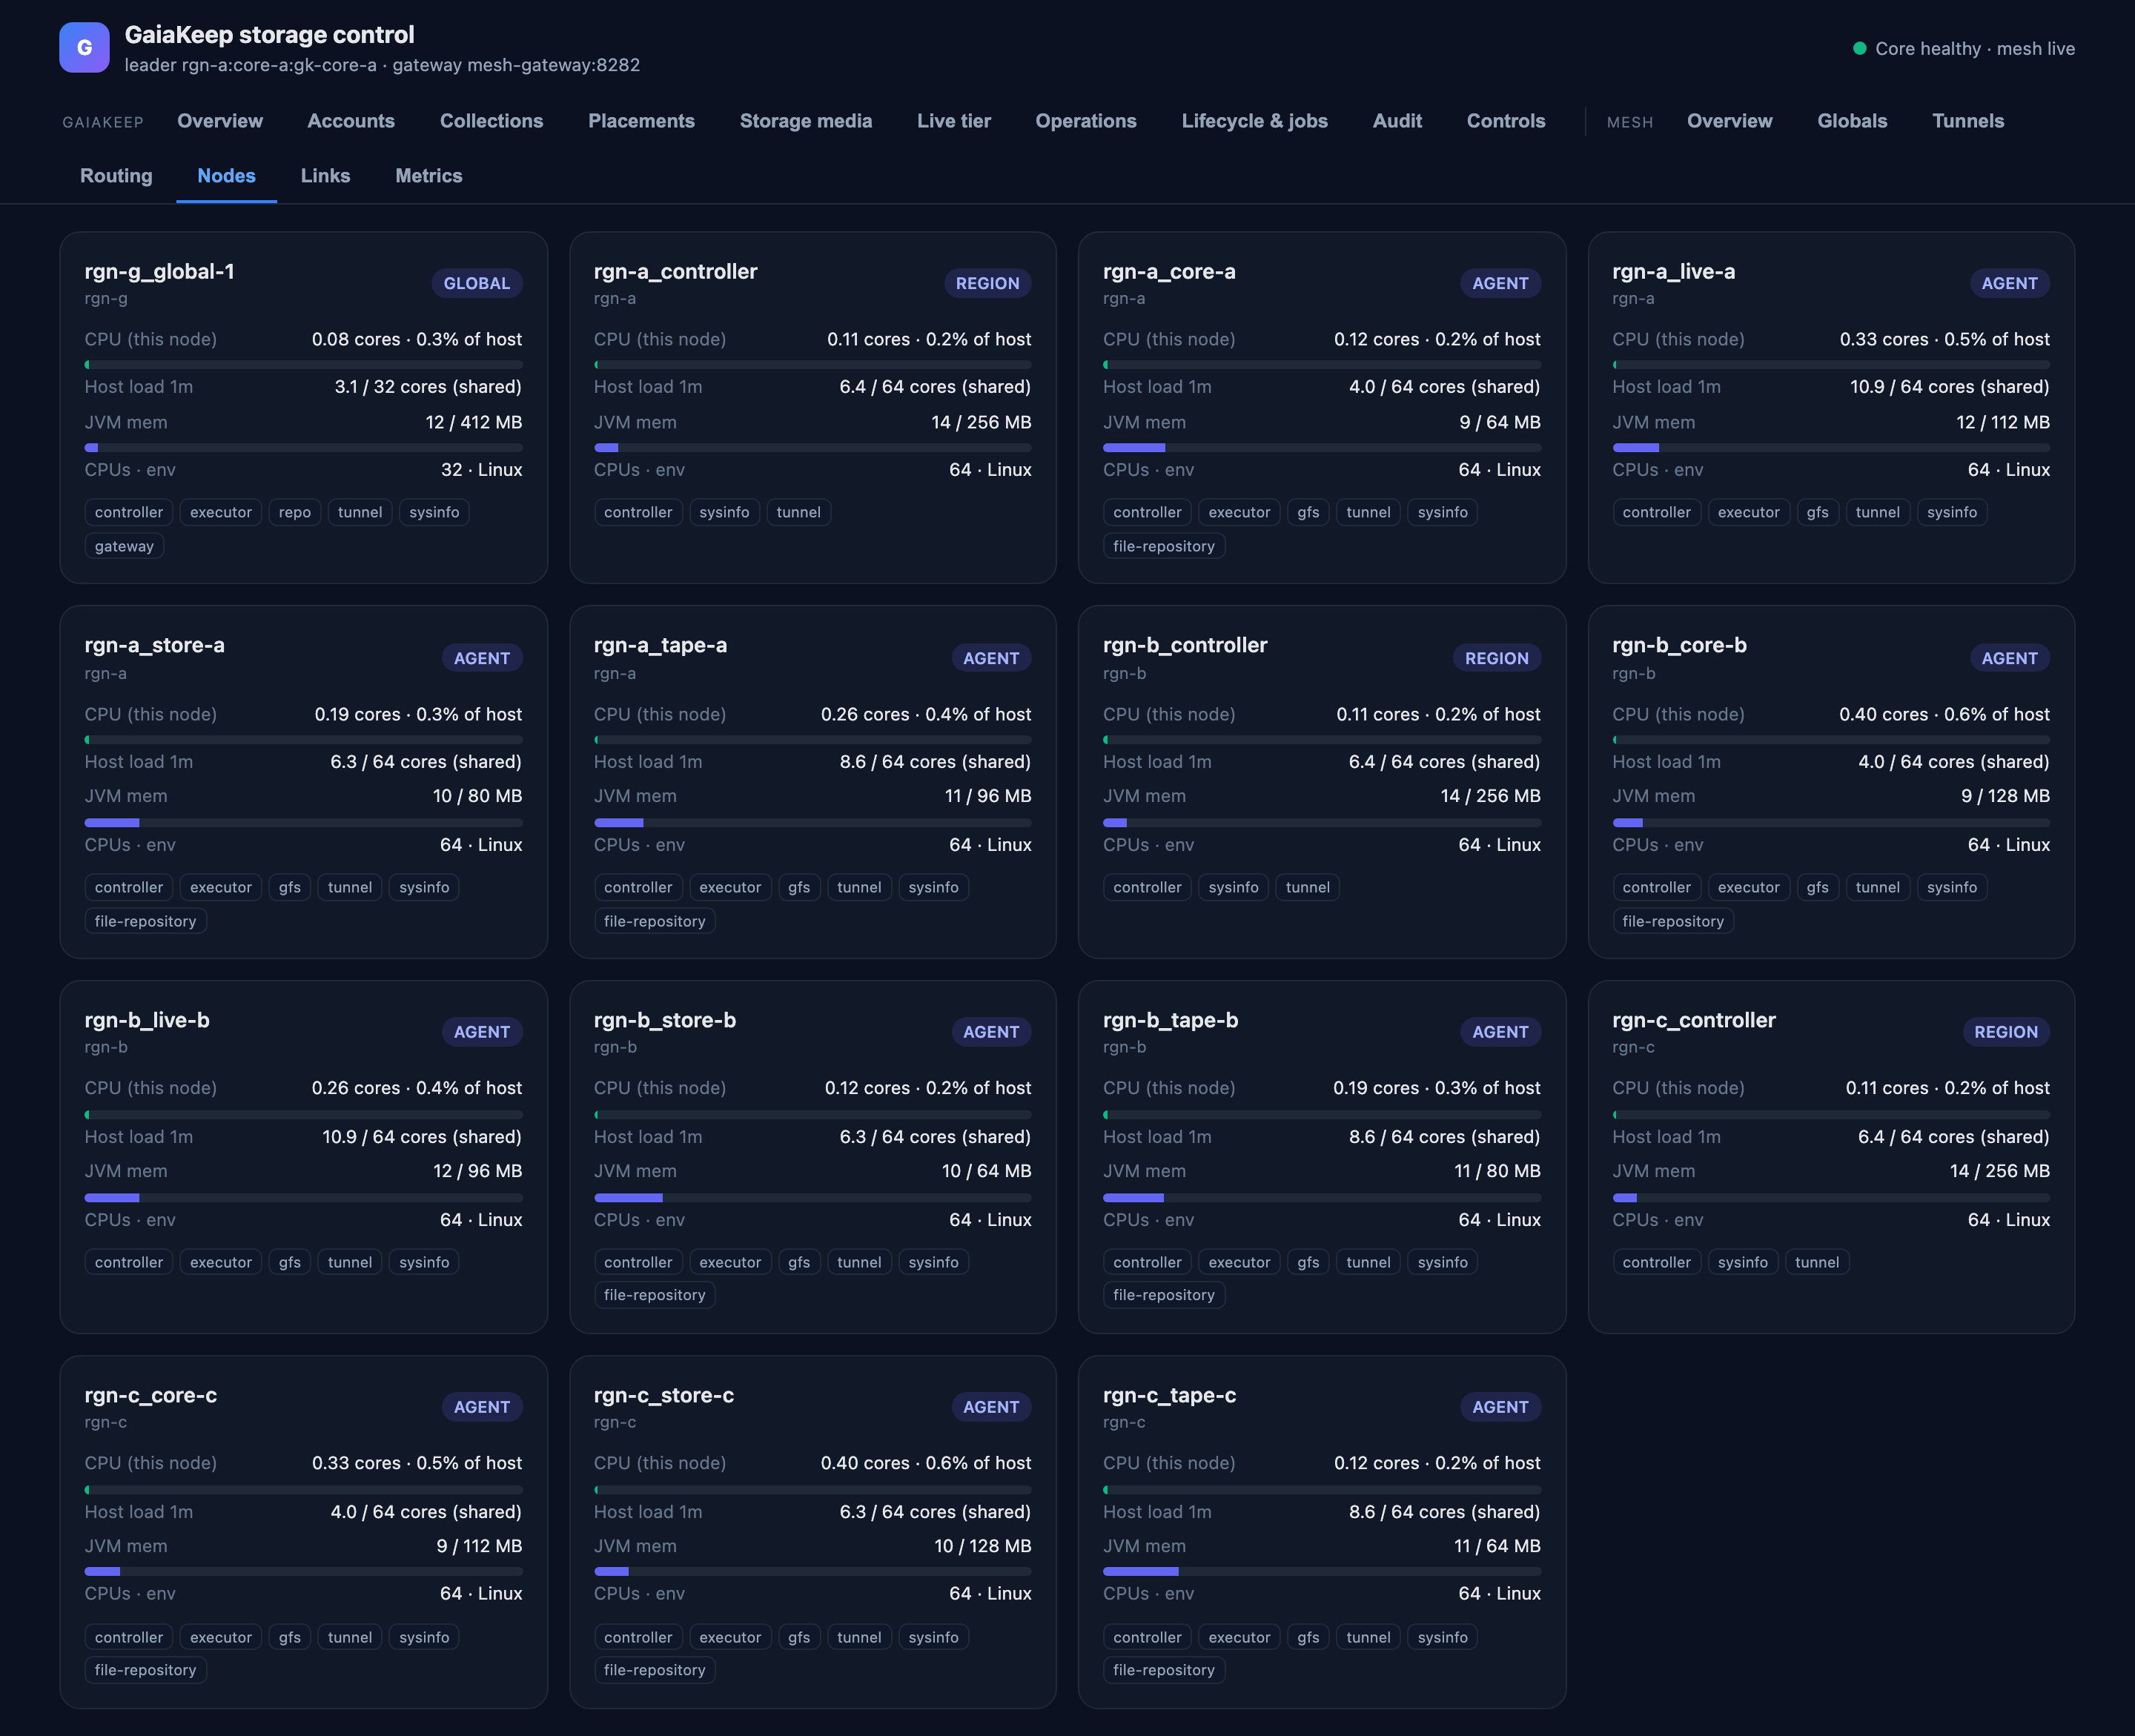 G
GaiaKeep storage control
leader rgn-a:core-a:gk-core-a · gateway mesh-gateway:8282
Core healthy · mesh live
GAIAKEEP Overview Accounts Collections Placements Storage media Live tier Operations Lifecycle & jobs Audit Controls MESH Overview Globals Tunnels
Routing Nodes Links Metrics
rgn-g_global-1
GLOBAL
rgn-g
CPU (this node) 0.08 cores · 0.3% of host
Host load 1m 3.1 / 32 cores (shared)
JVM mem 12 / 412 MB
CPUs · env 32 · Linux
controller executor repo tunnel sysinfo
gateway
rgn-a_controller
REGION
rgn-a
CPU (this node) 0.11 cores · 0.2% of host
Host load 1m 6.4 / 64 cores (shared)
JVM mem 14 / 256 MB
CPUs · env 64 · Linux
controller sysinfo tunnel
rgn-a_core-a
AGENT
rgn-a
CPU (this node) 0.12 cores · 0.2% of host
Host load 1m 4.0 / 64 cores (shared)
JVM mem 9 / 64 MB
CPUs · env 64 · Linux
controller executor gfs tunnel sysinfo
file-repository
rgn-a_live-a
AGENT
rgn-a
CPU (this node) 0.33 cores · 0.5% of host
Host load 1m 10.9 / 64 cores (shared)
JVM mem 12 / 112 MB
CPUs · env 64 · Linux
controller executor gfs tunnel sysinfo
rgn-a_store-a
AGENT
rgn-a
CPU (this node) 0.19 cores · 0.3% of host
Host load 1m 6.3 / 64 cores (shared)
JVM mem 10 / 80 MB
CPUs · env 64 · Linux
controller executor gfs tunnel sysinfo
file-repository
rgn-a_tape-a
AGENT
rgn-a
CPU (this node) 0.26 cores · 0.4% of host
Host load 1m 8.6 / 64 cores (shared)
JVM mem 11 / 96 MB
CPUs · env 64 · Linux
controller executor gfs tunnel sysinfo
file-repository
rgn-b_controller
REGION
rgn-b
CPU (this node) 0.11 cores · 0.2% of host
Host load 1m 6.4 / 64 cores (shared)
JVM mem 14 / 256 MB
CPUs · env 64 · Linux
controller sysinfo tunnel
rgn-b_core-b
AGENT
rgn-b
CPU (this node) 0.40 cores · 0.6% of host
Host load 1m 4.0 / 64 cores (shared)
JVM mem 9 / 128 MB
CPUs · env 64 · Linux
controller executor gfs tunnel sysinfo
file-repository
rgn-b_live-b
AGENT
rgn-b
CPU (this node) 0.26 cores · 0.4% of host
Host load 1m 10.9 / 64 cores (shared)
JVM mem 12 / 96 MB
CPUs · env 64 · Linux
controller executor gfs tunnel sysinfo
rgn-b_store-b
AGENT
rgn-b
CPU (this node) 0.12 cores · 0.2% of host
Host load 1m 6.3 / 64 cores (shared)
JVM mem 10 / 64 MB
CPUs · env 64 · Linux
controller executor gfs tunnel sysinfo
file-repository
rgn-b_tape-b
AGENT
rgn-b
CPU (this node) 0.19 cores · 0.3% of host
Host load 1m 8.6 / 64 cores (shared)
JVM mem 11 / 80 MB
CPUs · env 64 · Linux
controller executor gfs tunnel sysinfo
file-repository
rgn-c_controller
REGION
rgn-c
CPU (this node) 0.11 cores · 0.2% of host
Host load 1m 6.4 / 64 cores (shared)
JVM mem 14 / 256 MB
CPUs · env 64 · Linux
controller sysinfo tunnel
rgn-c_core-c
AGENT
rgn-c
CPU (this node) 0.33 cores · 0.5% of host
Host load 1m 4.0 / 64 cores (shared)
JVM mem 9 / 112 MB
CPUs · env 64 · Linux
controller executor gfs tunnel sysinfo
file-repository
rgn-c_store-c
AGENT
rgn-c
CPU (this node) 0.40 cores · 0.6% of host
Host load 1m 6.3 / 64 cores (shared)
JVM mem 10 / 128 MB
CPUs · env 64 · Linux
controller executor gfs tunnel sysinfo
file-repository
rgn-c_tape-c
AGENT
rgn-c
CPU (this node) 0.12 cores · 0.2% of host
Host load 1m 8.6 / 64 cores (shared)
JVM mem 11 / 64 MB
CPUs · env 64 · Linux
controller executor gfs tunnel sysinfo
file-repository